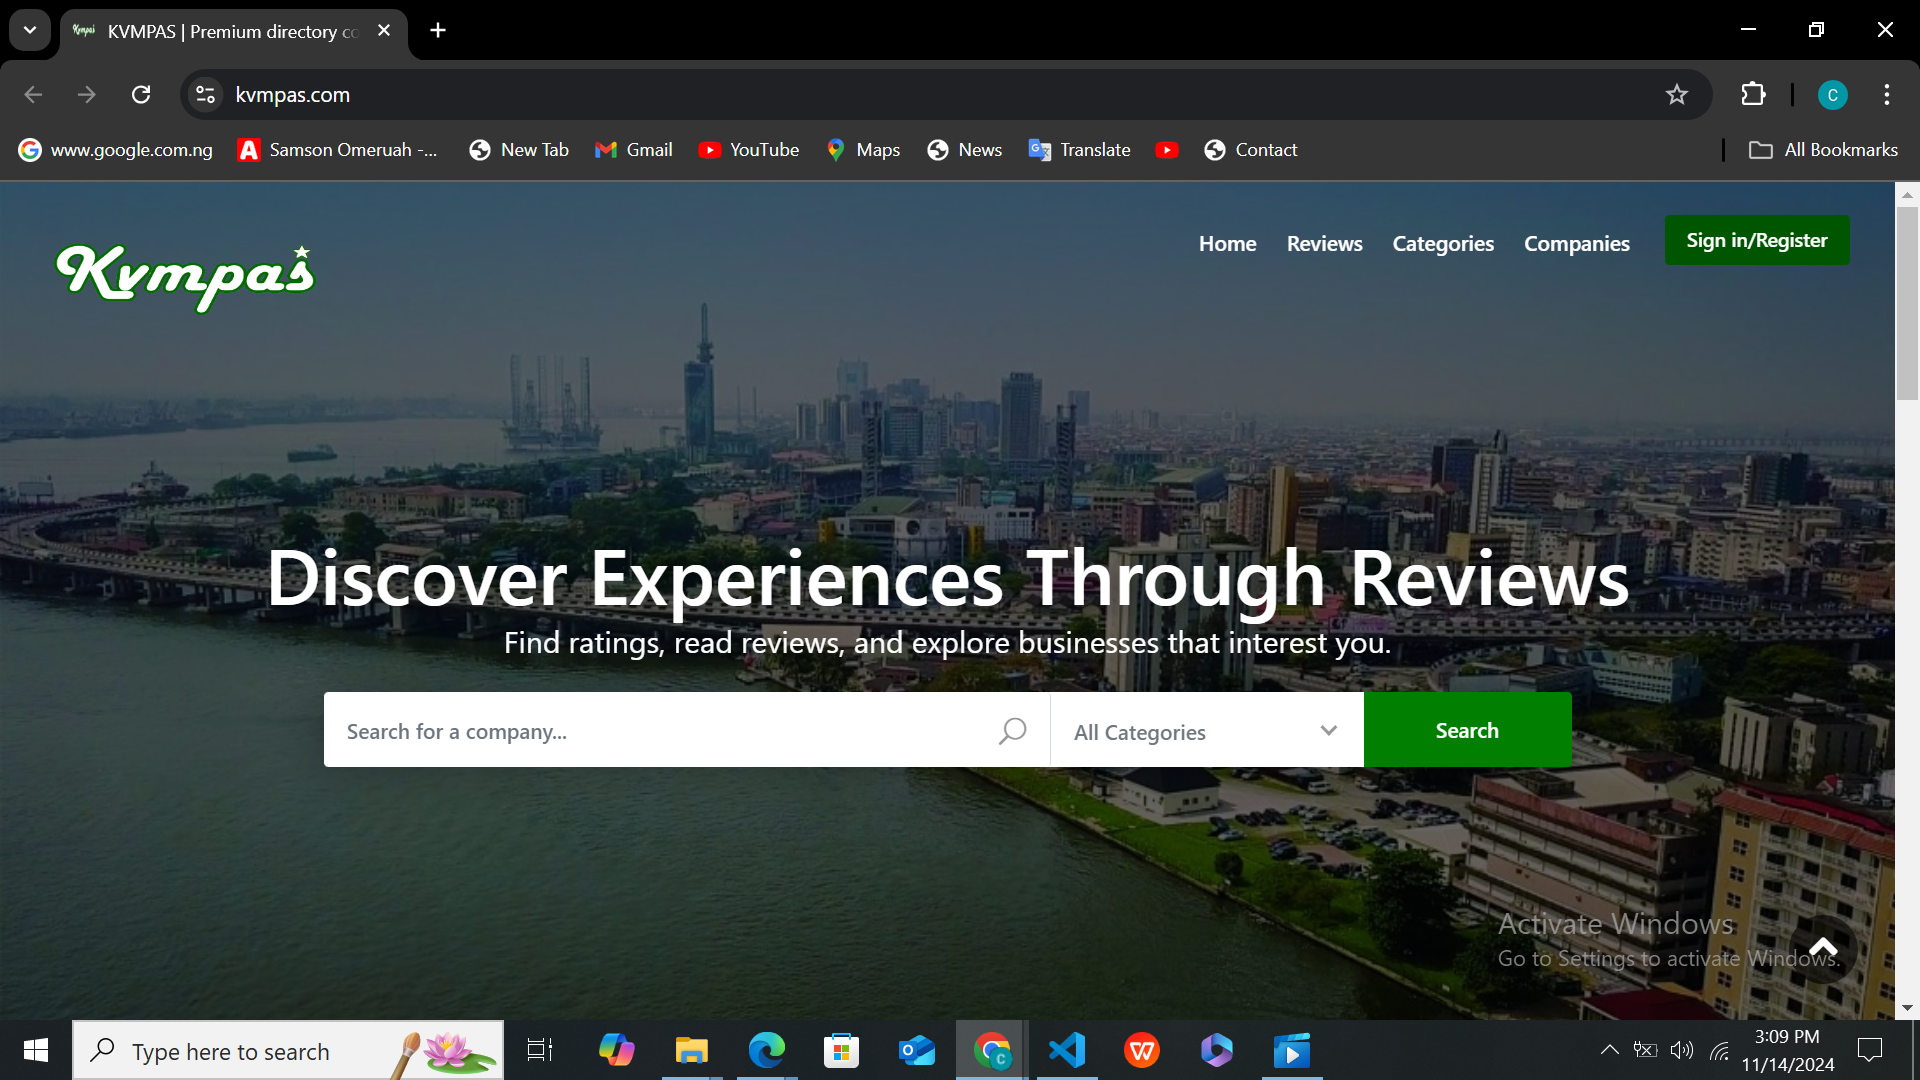 KVMPAS | Premium directory co
kvmpas.com
www.google.com.ng
Samson Omeruah -...
New Tab
Gmail
YouTube
Maps
News
Translate
Contact
All Bookmarks
Kvmpas
Home
Reviews
Categories
Companies
Sign in/Register
Discover Experiences Through Reviews
Find ratings, read reviews, and explore businesses that interest you.
Search for a company...
All Categories
Search
Activate Windows
Go to Settings to activate Windows.
Type here to search
3:09 PM
11/14/2024